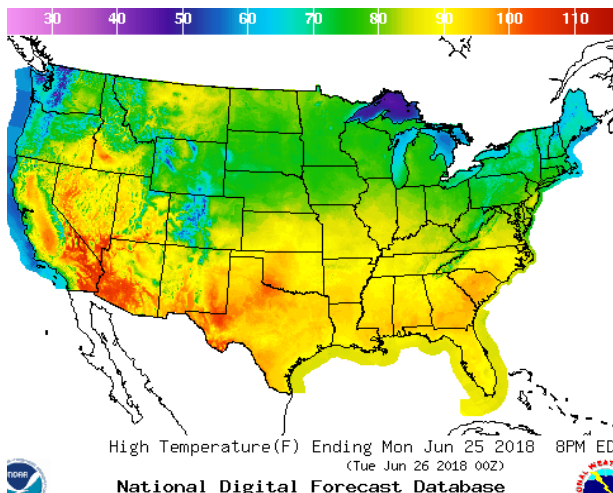 30 40 50 60 70 80 90 100 110
High Temperature(F) Ending Mon Jun 25 2018 8PM ED
(Tue Jun 26 2018 00Z)
National Digital Forecast Database
NOAA